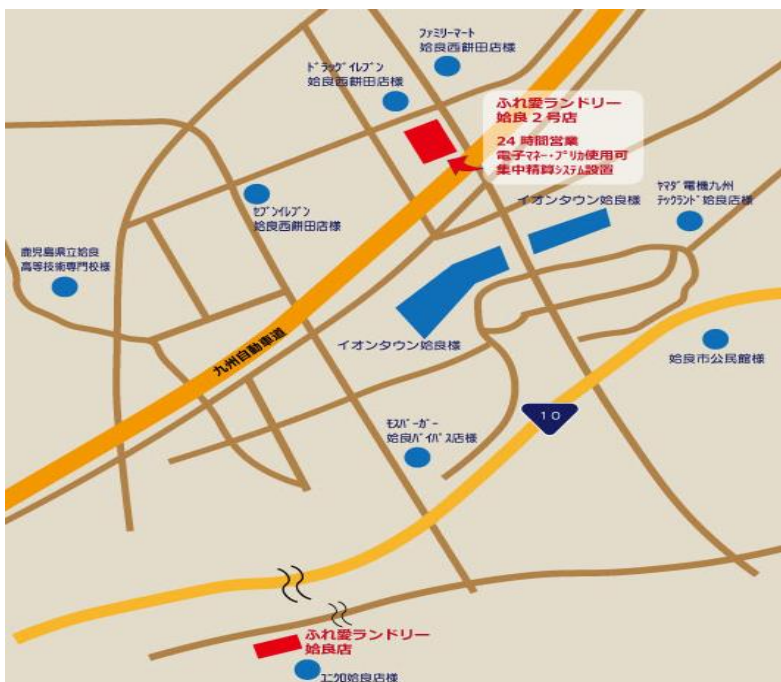 ファミリーマート
姶良西餅田店様
ドラッグイレブン
姶良西餅田店様
ふれ愛ランドリー
姶良２号店
24時間営業
電子マネー・プリカ使用可
集中精算システム設置
ヤマダ電機九州
テックランド姶良店様
イオンタウン姶良様
セブンイレブン
姶良西餅田店様
鹿児島県立姶良
高等技術専門校様
九州自動車道
イオンタウン姶良様
姶良市公民館様
10
モスバーガー
姶良バイパス店様
ふれ愛ランドリー
姶良店
ユニクロ姶良店様